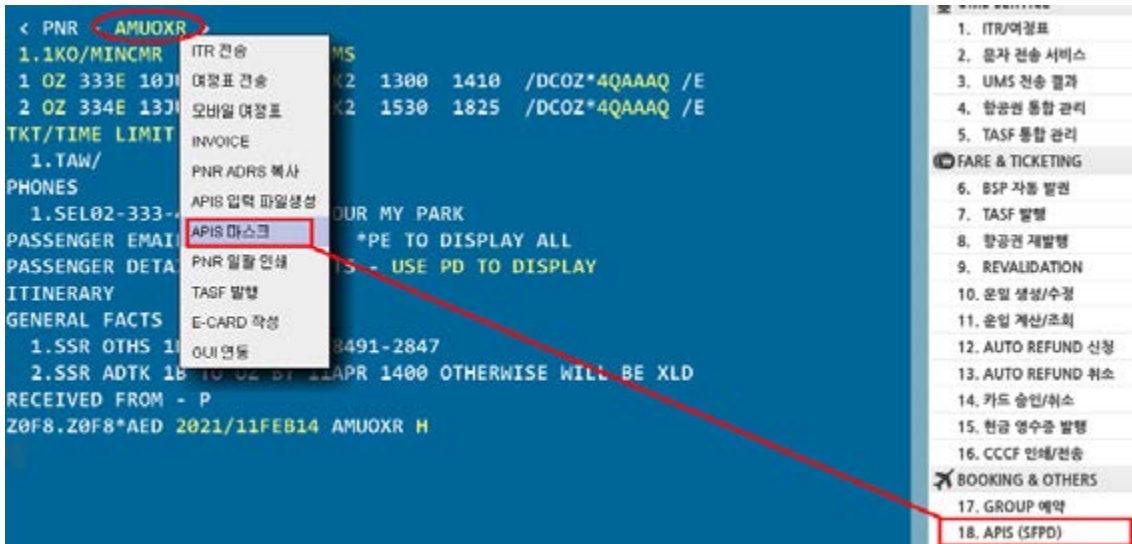 < PNR - AMUOXR >
1.1KO/MINCMR MS
1 OZ 333E 10J K2 1300 1410 /DCOZ*4QAAAQ /E
2 OZ 334E 13J K2 1530 1825 /DCOZ*4QAAAQ /E
TKT/TIME LIMIT
1.TAW/
PHONES
1.SEL02-333- OUR MY PARK
PASSENGER EMAI *PE TO DISPLAY ALL
PASSENGER DETA TS - USE PD TO DISPLAY
ITINERARY
GENERAL FACTS
1.SSR OTHS 1 8491-2847
2.SSR ADTK 1B TO OZ BY 11APR 1400 OTHERWISE WILL BE XLD
RECEIVED FROM - P
Z0F8.Z0F8*AED 2021/11FEB14 AMUOXR H
ITR 전송
여정표 전송
모바일 여정표
INVOICE
PNR ADRS 복사
APIS 입력 파일생성
APIS 마스크
PNR 일괄 인쇄
TASF 발행
E-CARD 작성
GUI 연동
UMS SERVICE
1. ITR/여정표
2. 문자 전송 서비스
3. UMS 전송 결과
4. 항공권 통합 관리
5. TASF 통합 관리
FARE & TICKETING
6. BSP 자동 발권
7. TASF 발행
8. 항공권 재발행
9. REVALIDATION
10. 운임 생성/수정
11. 운임 계산/조회
12. AUTO REFUND 신청
13. AUTO REFUND 취소
14. 카드 승인/취소
15. 현금 영수증 발행
16. CCCF 인쇄/전송
BOOKING & OTHERS
17. GROUP 예약
18. APIS (SFPD)